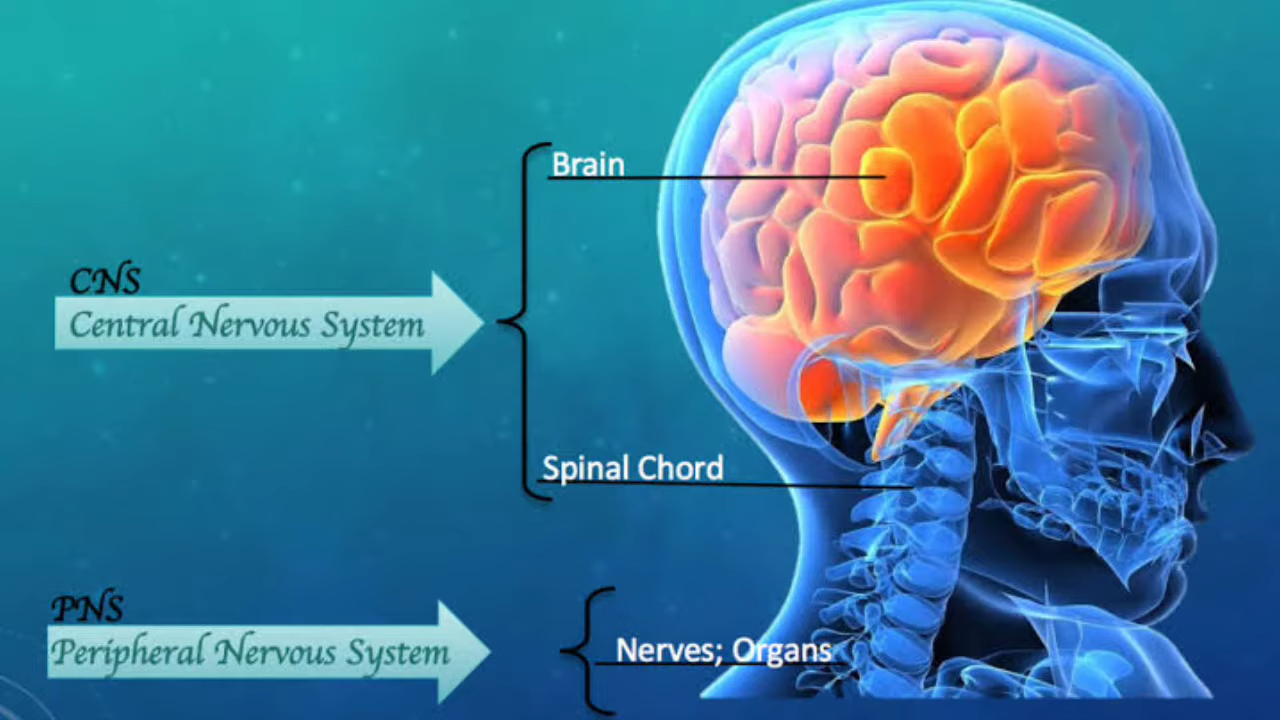 Brain
CNS
Central Nervous System
Spinal Chord
PNS
Peripheral Nervous System
Nerves; Organs